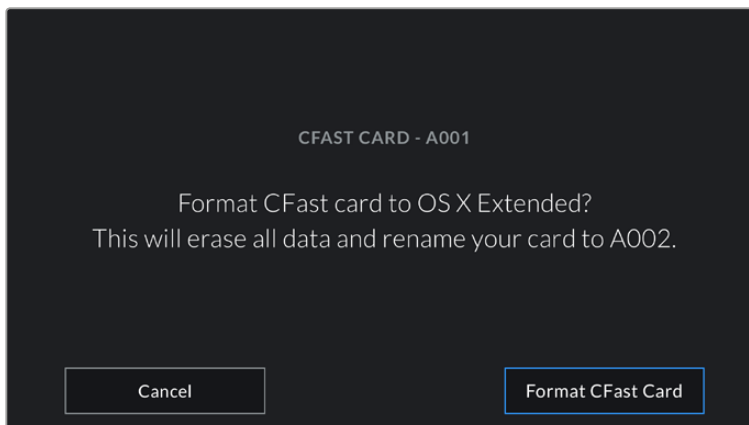 CFAST CARD - A001
Format CFast card to OS X Extended?
This will erase all data and rename your card to A002.
Cancel
Format CFast Card